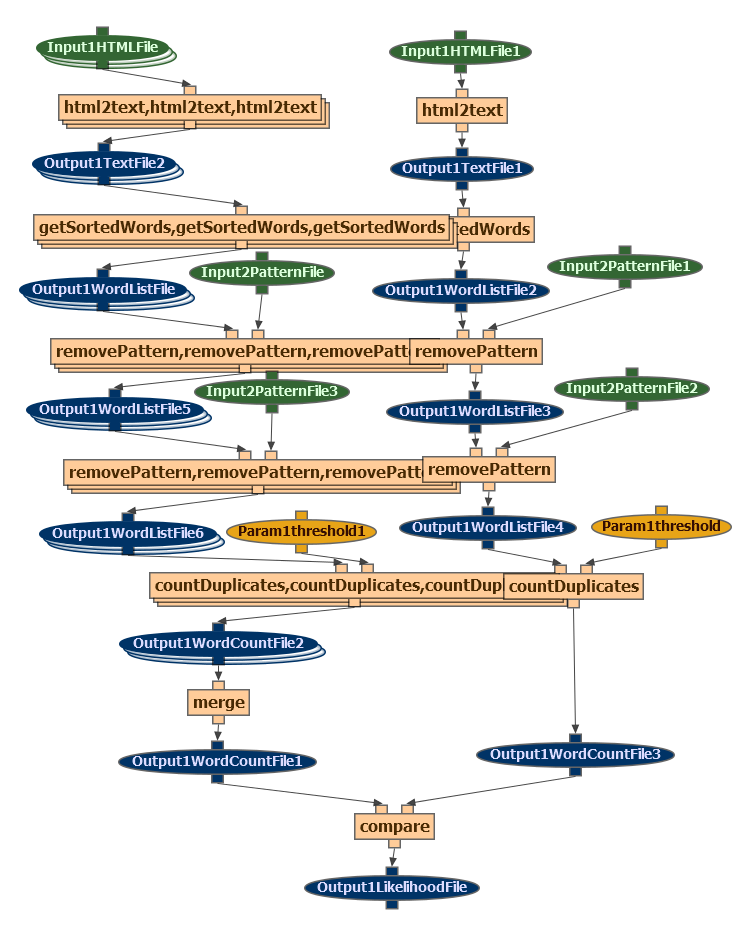 Input1HTMLFile
Input1HTMLFile1
html2text,html2text,html2text
html2text
Output1TextFile2
Output1TextFile1
getSortedWords,getSortedWords,getSortedWords
tedWords
Input2PatternFile
Input2PatternFile1
Output1WordListFile
Output1WordListFile2
removePattern,removePattern,removePatt
removePattern
Input2PatternFile3
Input2PatternFile2
Output1WordListFile5
Output1WordListFile3
removePattern,removePattern,removePatt
removePattern
Output1WordListFile6
Param1threshold1
Output1WordListFile4
Param1threshold
countDuplicates,countDuplicates,countDup
countDuplicates
Output1WordCountFile2
merge
Output1WordCountFile1
Output1WordCountFile3
compare
Output1LikelihoodFile